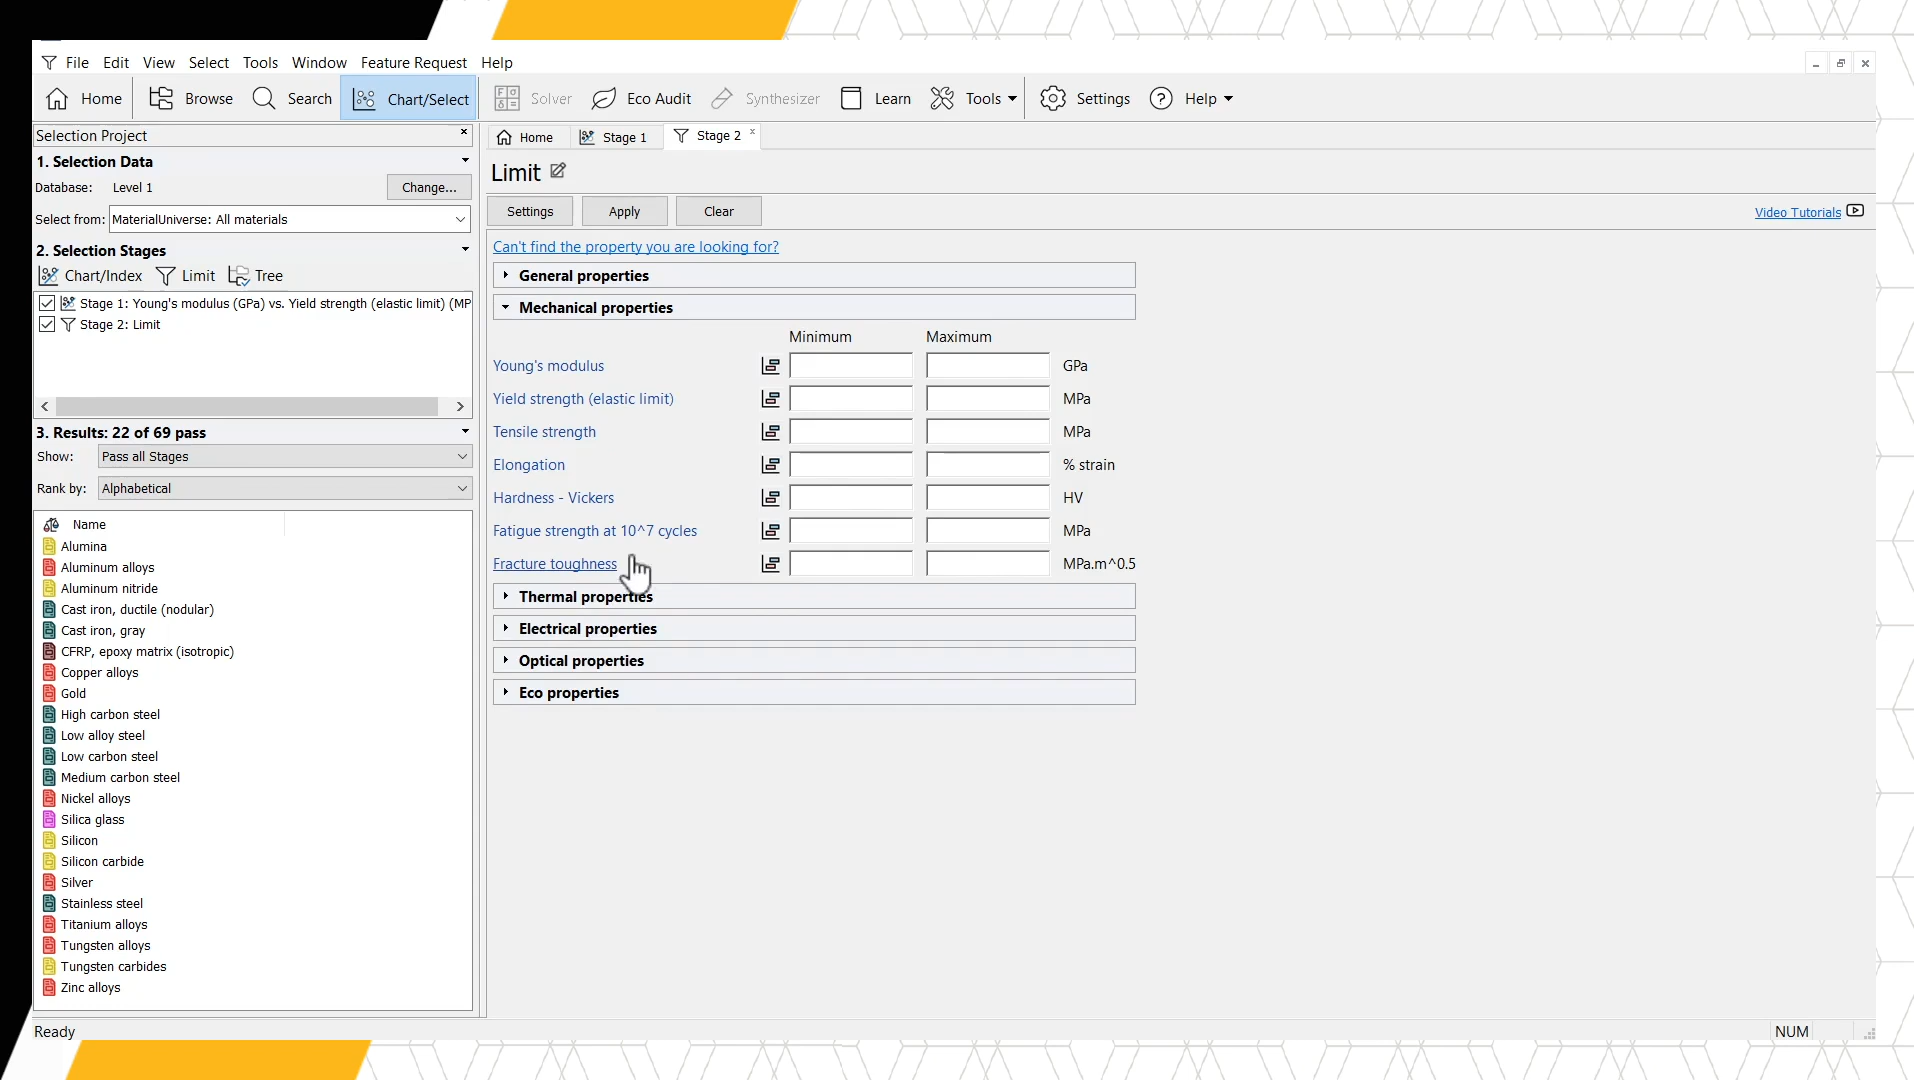 File Edit View Select Tools Window Feature Request Help
Home Browse Search Chart/Select Solver Eco Audit Synthesizer Learn Tools Settings Help
Selection Project
1. Selection Data
Database: Level 1 Change...
Select from: MaterialUniverse: All materials
2. Selection Stages
Chart/Index Limit Tree
Stage 1: Young's modulus (GPa) vs. Yield strength (elastic limit) (MP
Stage 2: Limit
3. Results: 22 of 69 pass
Show: Pass all Stages
Rank by: Alphabetical
Name
Alumina
Aluminum alloys
Aluminum nitride
Cast iron, ductile (nodular)
Cast iron, gray
CFRP, epoxy matrix (isotropic)
Copper alloys
Gold
High carbon steel
Low alloy steel
Low carbon steel
Medium carbon steel
Nickel alloys
Silica glass
Silicon
Silicon carbide
Silver
Stainless steel
Titanium alloys
Tungsten alloys
Tungsten carbides
Zinc alloys
Home Stage 1 Stage 2
Limit
Settings Apply Clear Video Tutorials
Can't find the property you are looking for?
General properties
Mechanical properties
Minimum Maximum
Young's modulus GPa
Yield strength (elastic limit) MPa
Tensile strength MPa
Elongation % strain
Hardness - Vickers HV
Fatigue strength at 10^7 cycles MPa
Fracture toughness MPa.m^0.5
Thermal properties
Electrical properties
Optical properties
Eco properties
Ready NUM